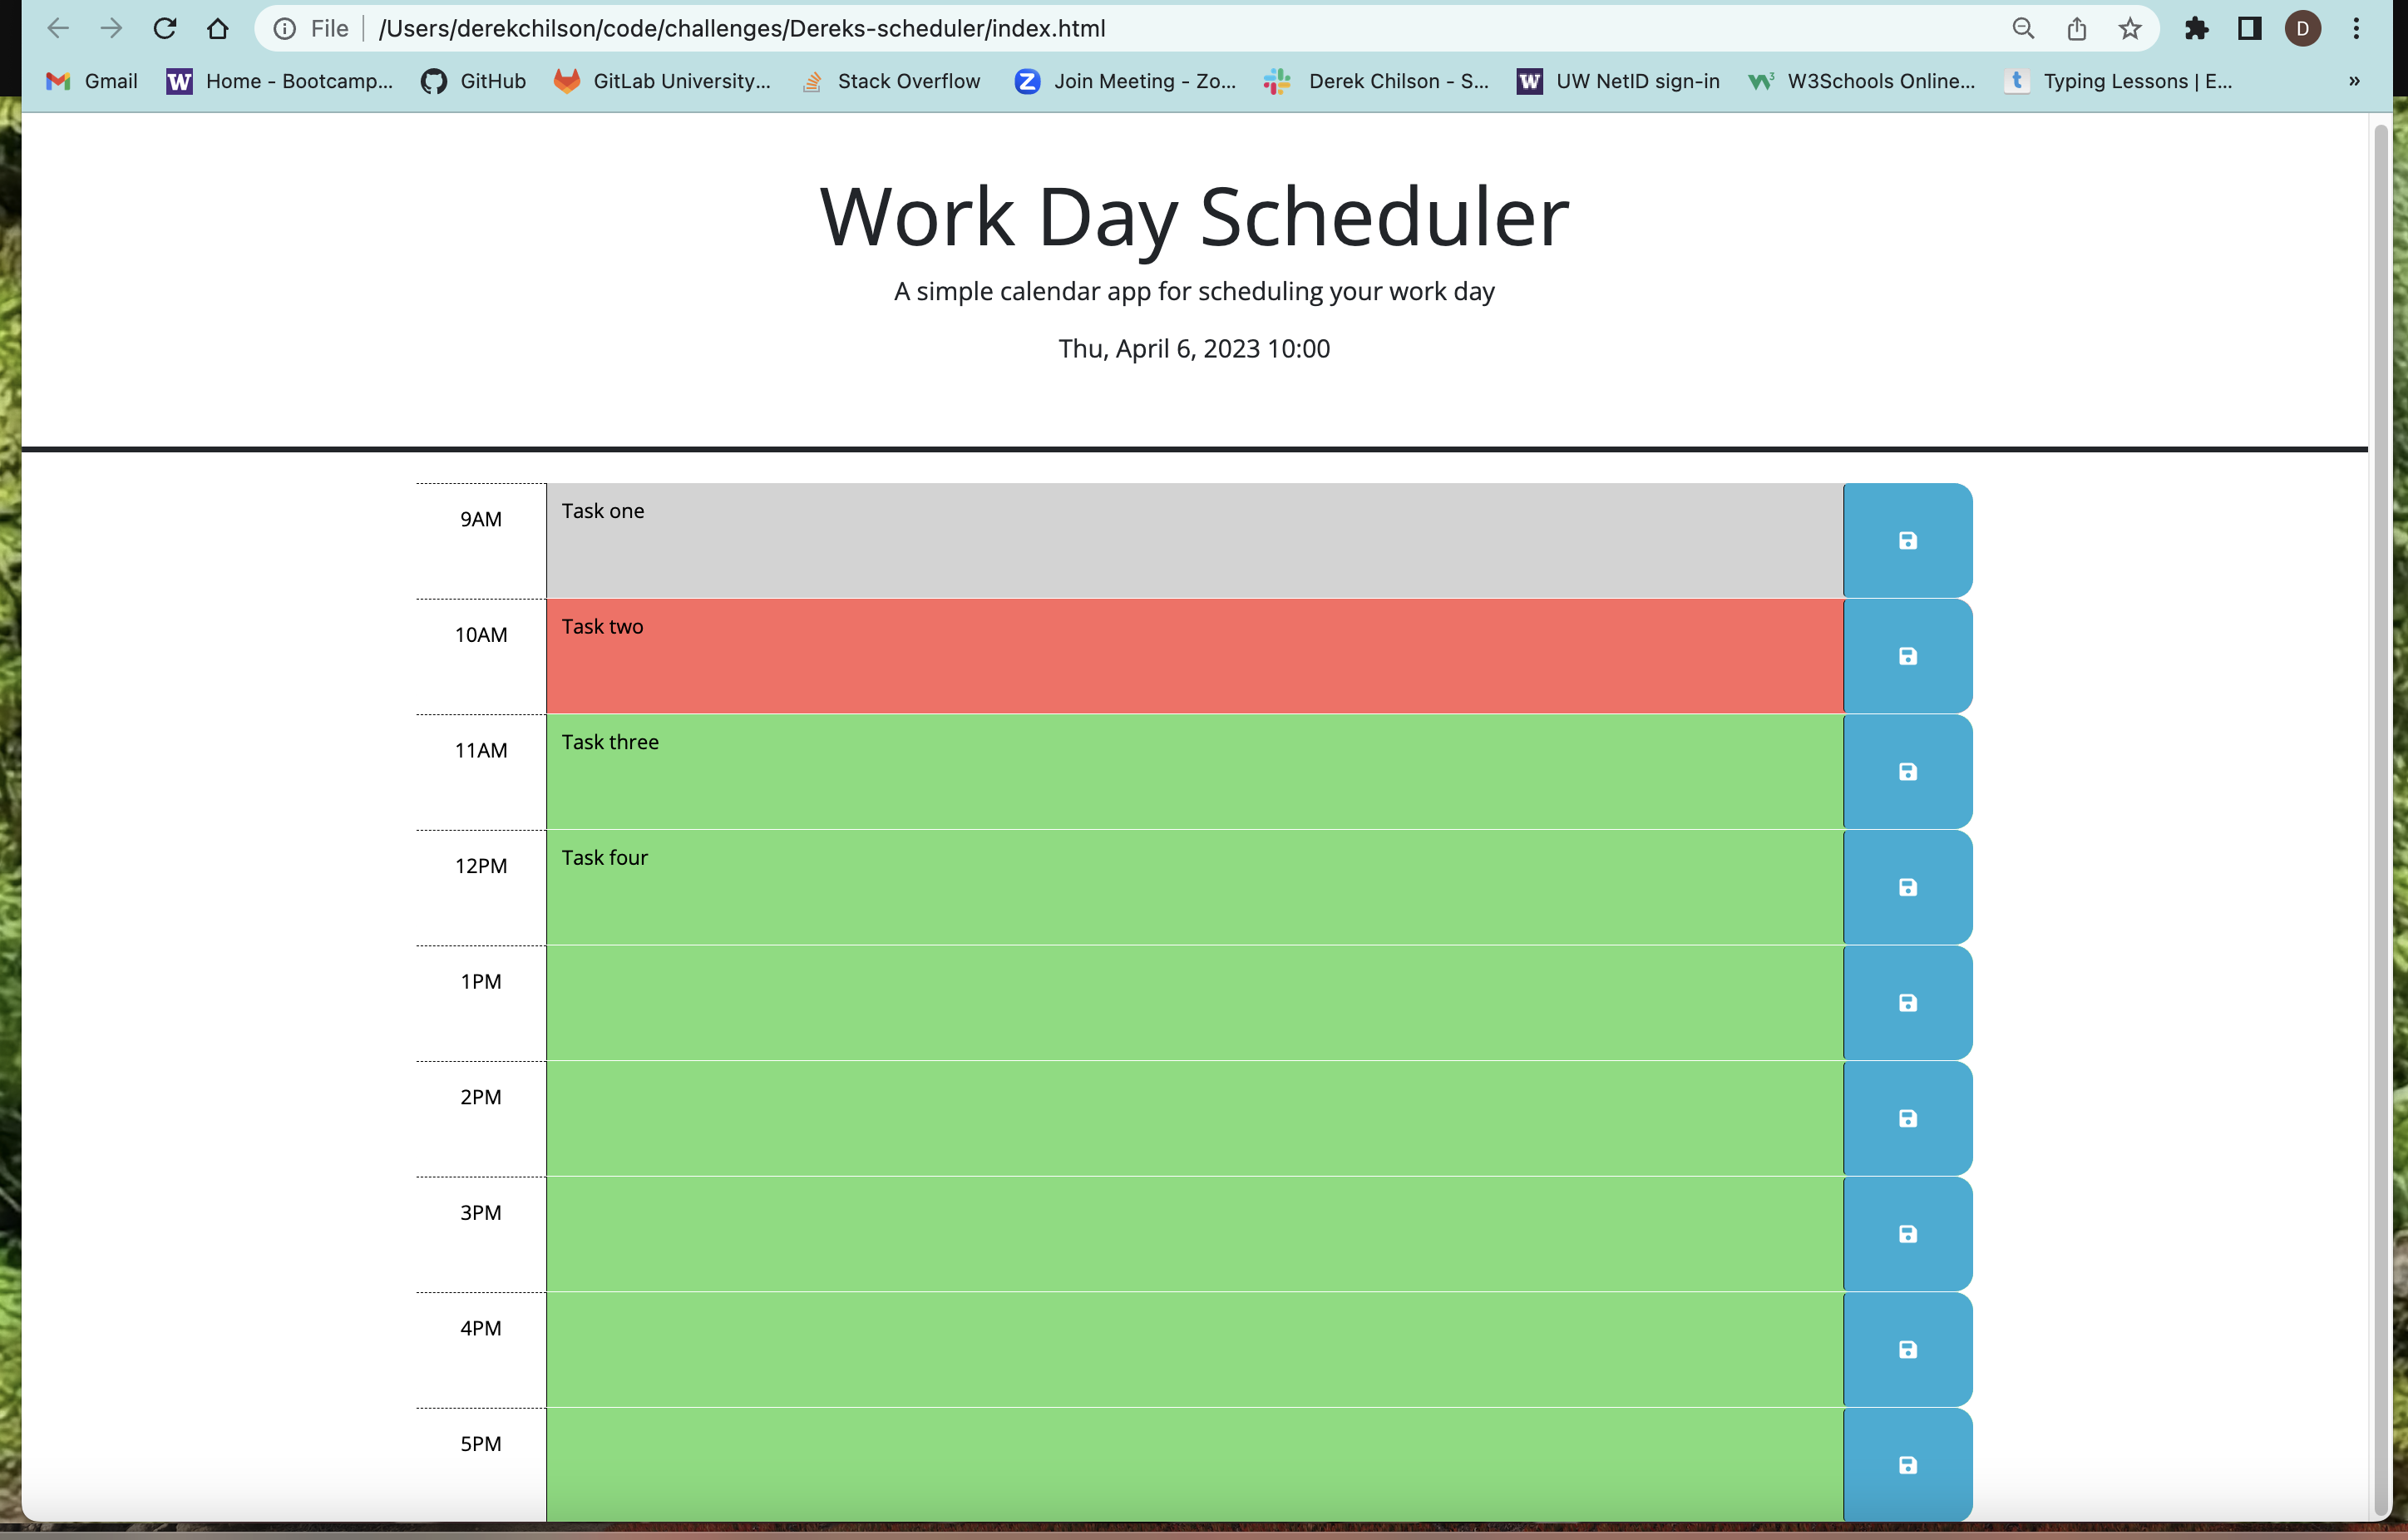 File /Users/derekchilson/code/challenges/Dereks-scheduler/index.html D
Gmail W Home - Bootcamp... GitHub GitLab University... Stack Overflow Z Join Meeting - Zo... Derek Chilson - S... W UW NetID sign-in W3 W3Schools Online... t Typing Lessons | E... »
Work Day Scheduler
A simple calendar app for scheduling your work day
Thu, April 6, 2023 10:00
9AM Task one
10AM Task two
11AM Task three
12PM Task four
1PM
2PM
3PM
4PM
5PM